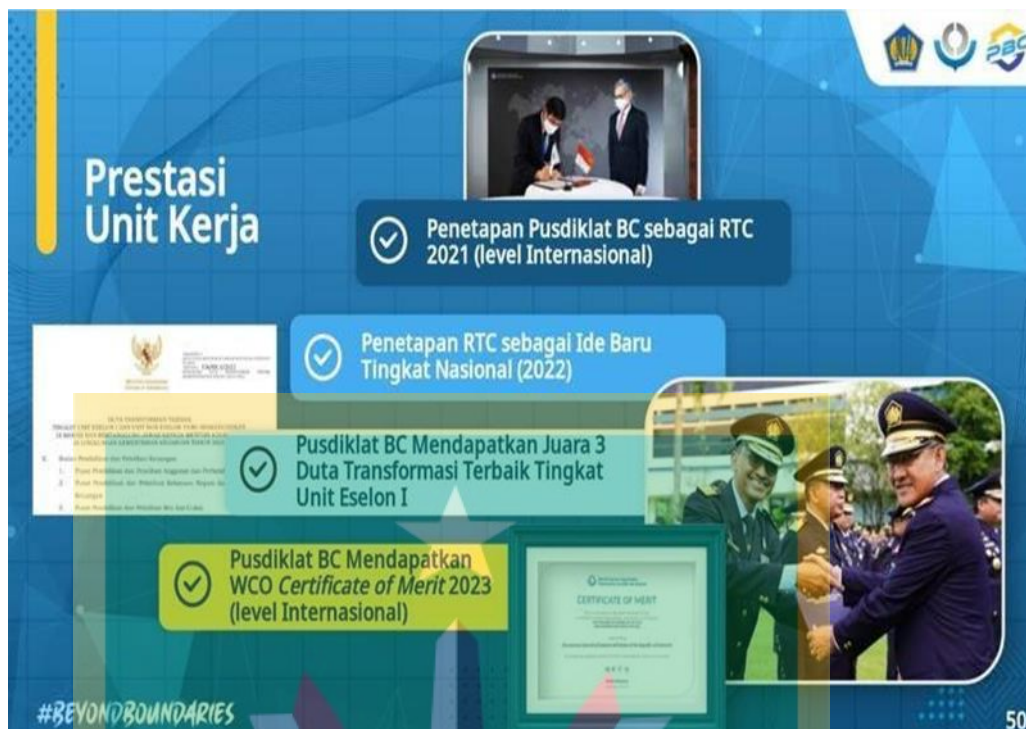 PBC
Prestasi
Unit Kerja
Penetapan Pusdiklat BC sebagai RTC
2021 (level Internasional)
Penetapan RTC sebagai Ide Baru
Tingkat Nasional (2022)
Pusdiklat BC Mendapatkan Juara 3
Duta Transformasi Terbaik Tingkat
Unit Eselon I
Pusdiklat BC Mendapatkan
WCO Certificate of Merit 2023
(level Internasional)
CERTIFICATE OF MERIT
#BEYONDBOUNDARIES
50